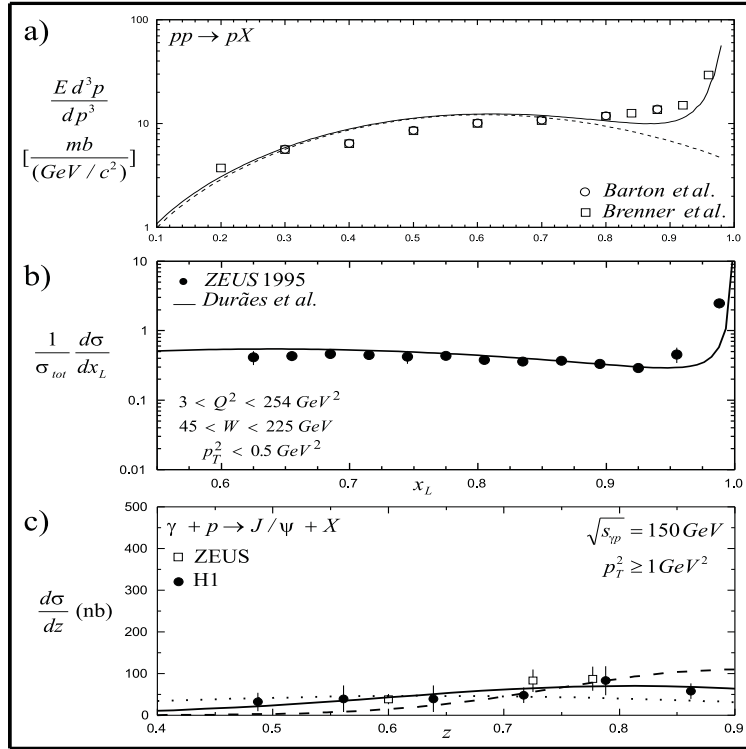 a)
pp → pX
E d³p
dp³
[ mb
(GeV / c²) ]
100
10
1
Barton et al.
Brenner et al.
0.1 0.2 0.3 0.4 0.5 0.6 0.7 0.8 0.9 1.0
b)
ZEUS 1995
Durães et al.
1 dσ
σtot dxL
10
1
0.1
0.01
3 < Q² < 254 GeV²
45 < W < 225 GeV
p_T² < 0.5 GeV²
0.6 0.7 0.8 0.9 1.0
xL
c)
γ + p → J / ψ + X
ZEUS
H1
√s_γp = 150 GeV
p_T² ≥ 1 GeV²
dσ
dz (nb)
500
400
300
200
100
0
0.4 0.5 0.6 0.7 0.8 0.9
z